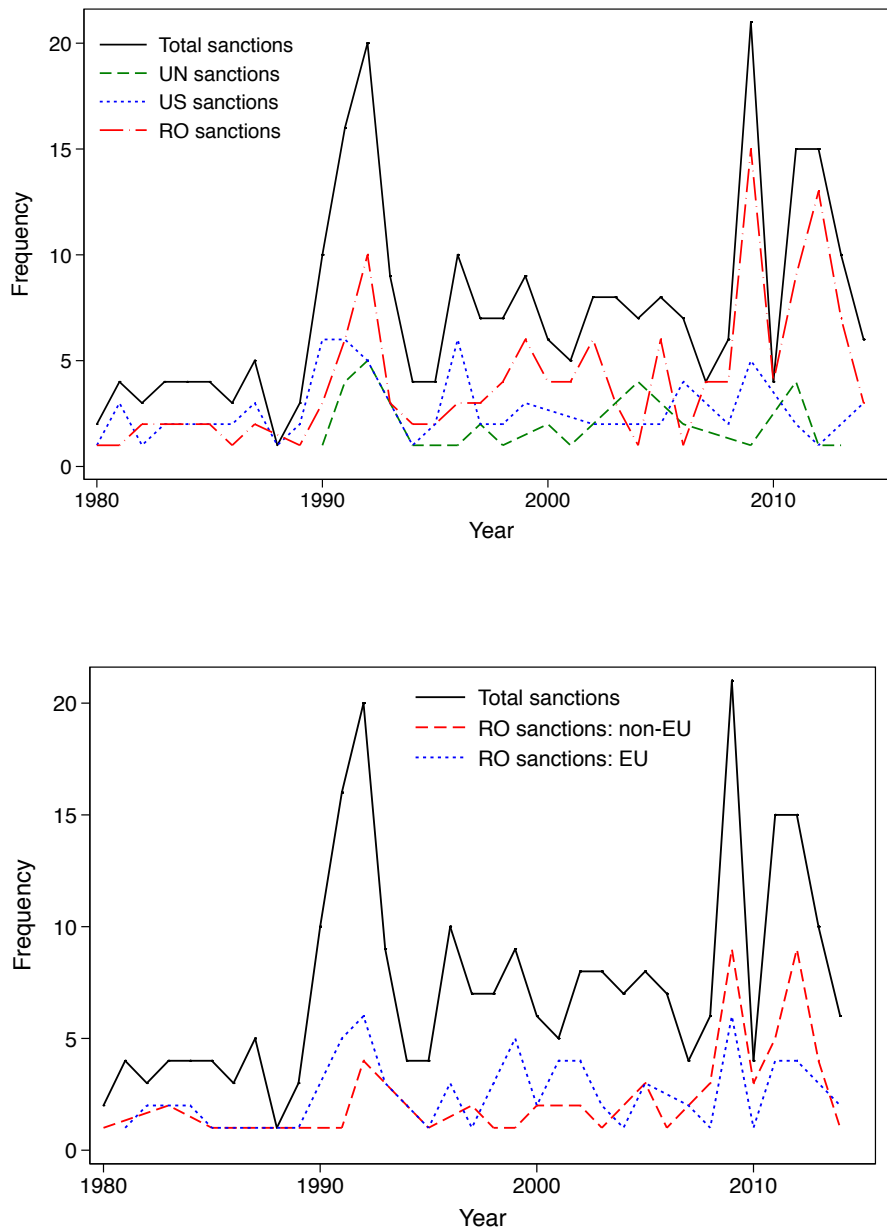 Total sanctions
UN sanctions
US sanctions
RO sanctions
20
15
10
5
0
Frequency
1980
1990
2000
2010
Year
Total sanctions
RO sanctions: non-EU
RO sanctions: EU
20
15
10
5
0
Frequency
1980
1990
2000
2010
Year